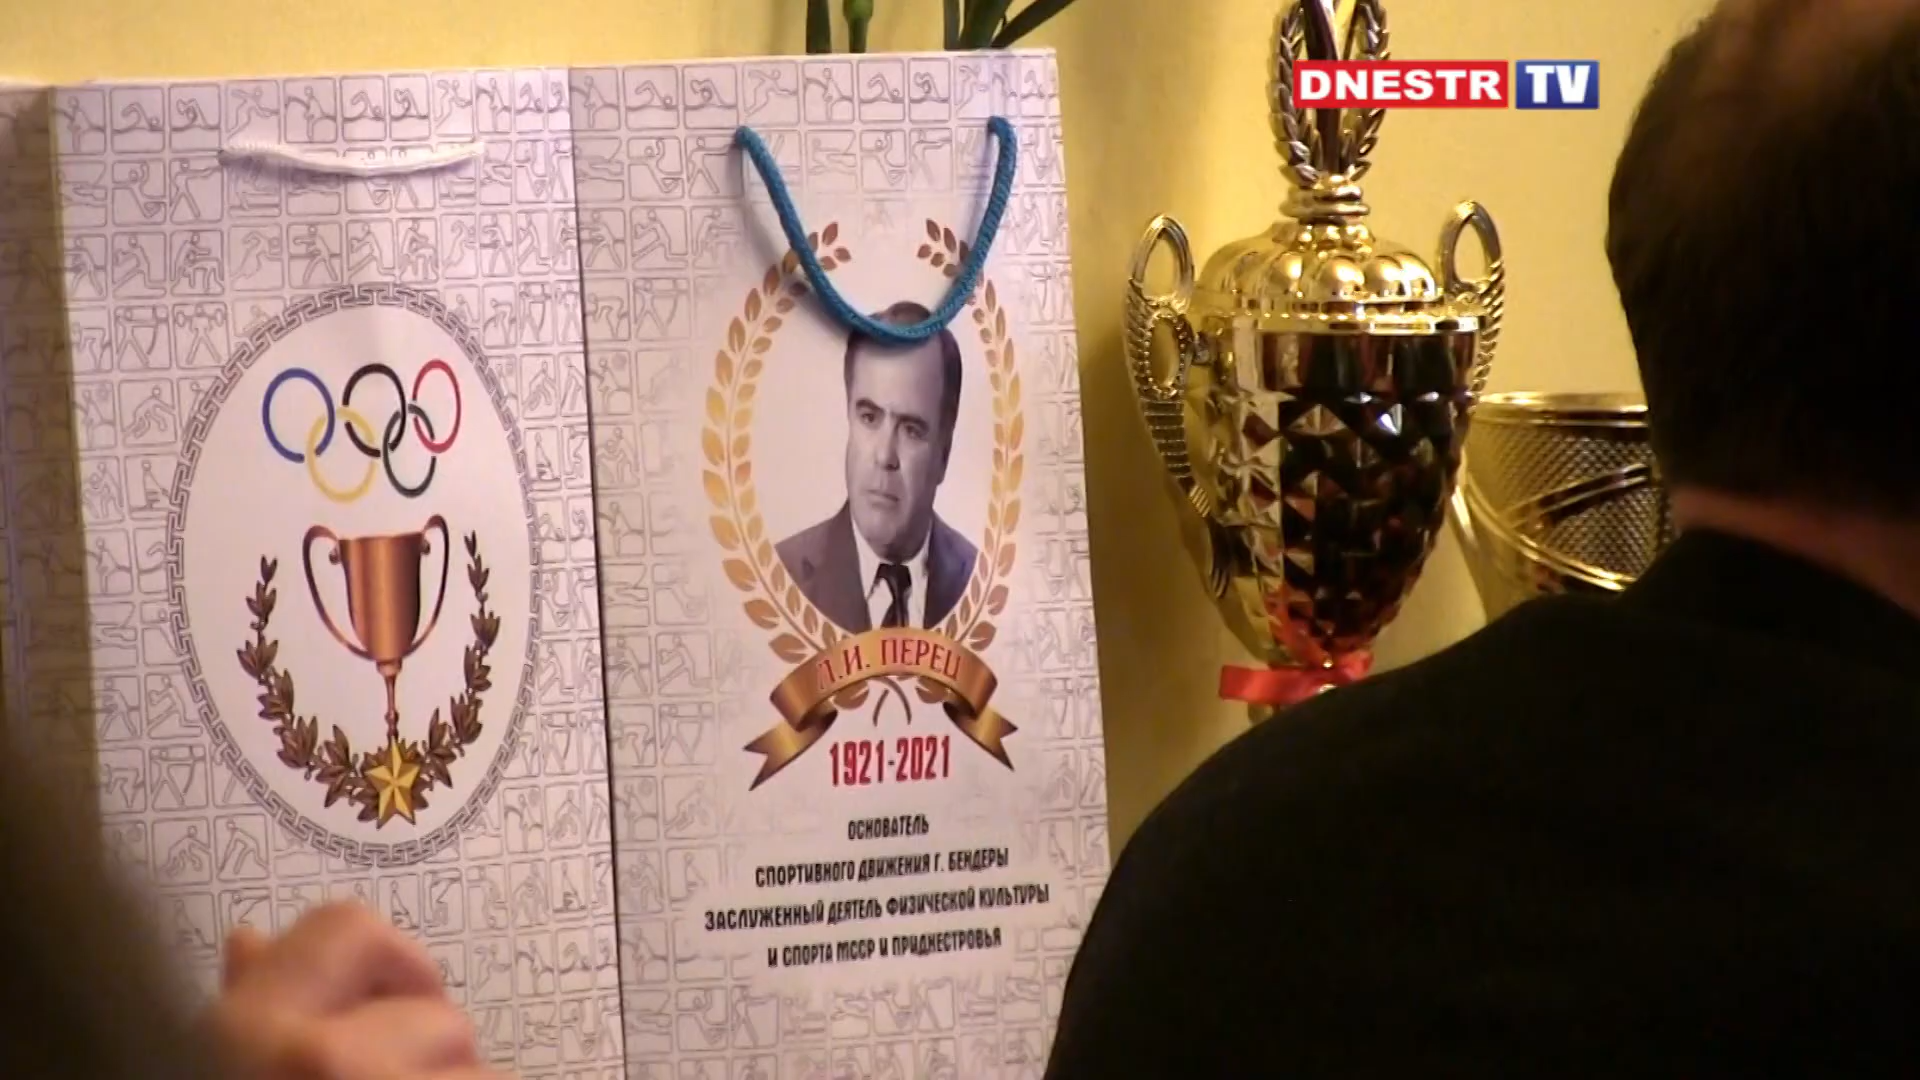 DNESTR TV
Л.И. ПЕРЕЦ
1921-2021
ОСНОВАТЕЛЬ
СПОРТИВНОГО ДВИЖЕНИЯ Г. БЕНДЕРЫ
ЗАСЛУЖЕННЫЙ ДЕЯТЕЛЬ ФИЗИЧЕСКОЙ КУЛЬТУРЫ
И СПОРТА МССР И ПРИДНЕСТРОВЬЯ